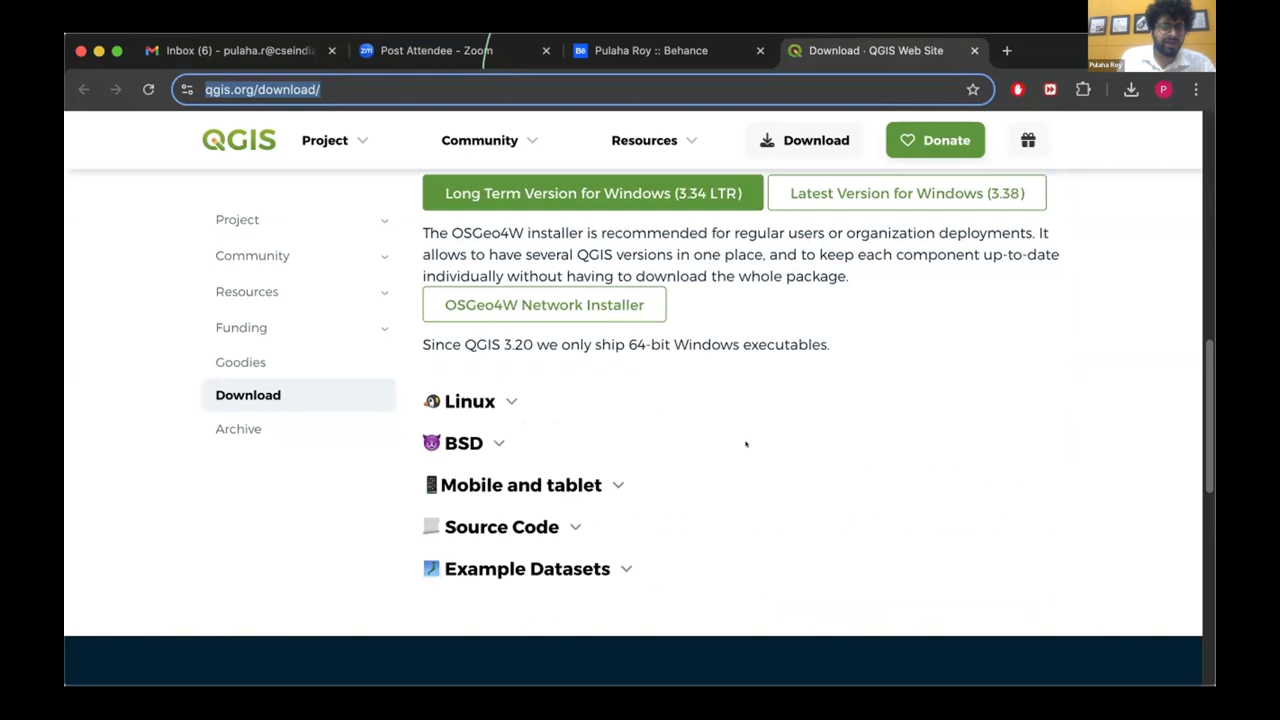 Inbox (6) - pulaha.r@cseindi
Post Attendee - Zoom
Pulaha Roy :: Behance
Download · QGIS Web Site
Pulaha Roy
qgis.org/download/
P
QGIS
Project
Community
Resources
Download
Donate
Project
Community
Resources
Funding
Goodies
Download
Archive
Long Term Version for Windows (3.34 LTR)
Latest Version for Windows (3.38)
The OSGeo4W installer is recommended for regular users or organization deployments. It
allows to have several QGIS versions in one place, and to keep each component up-to-date
individually without having to download the whole package.
OSGeo4W Network Installer
Since QGIS 3.20 we only ship 64-bit Windows executables.
Linux
BSD
Mobile and tablet
Source Code
Example Datasets